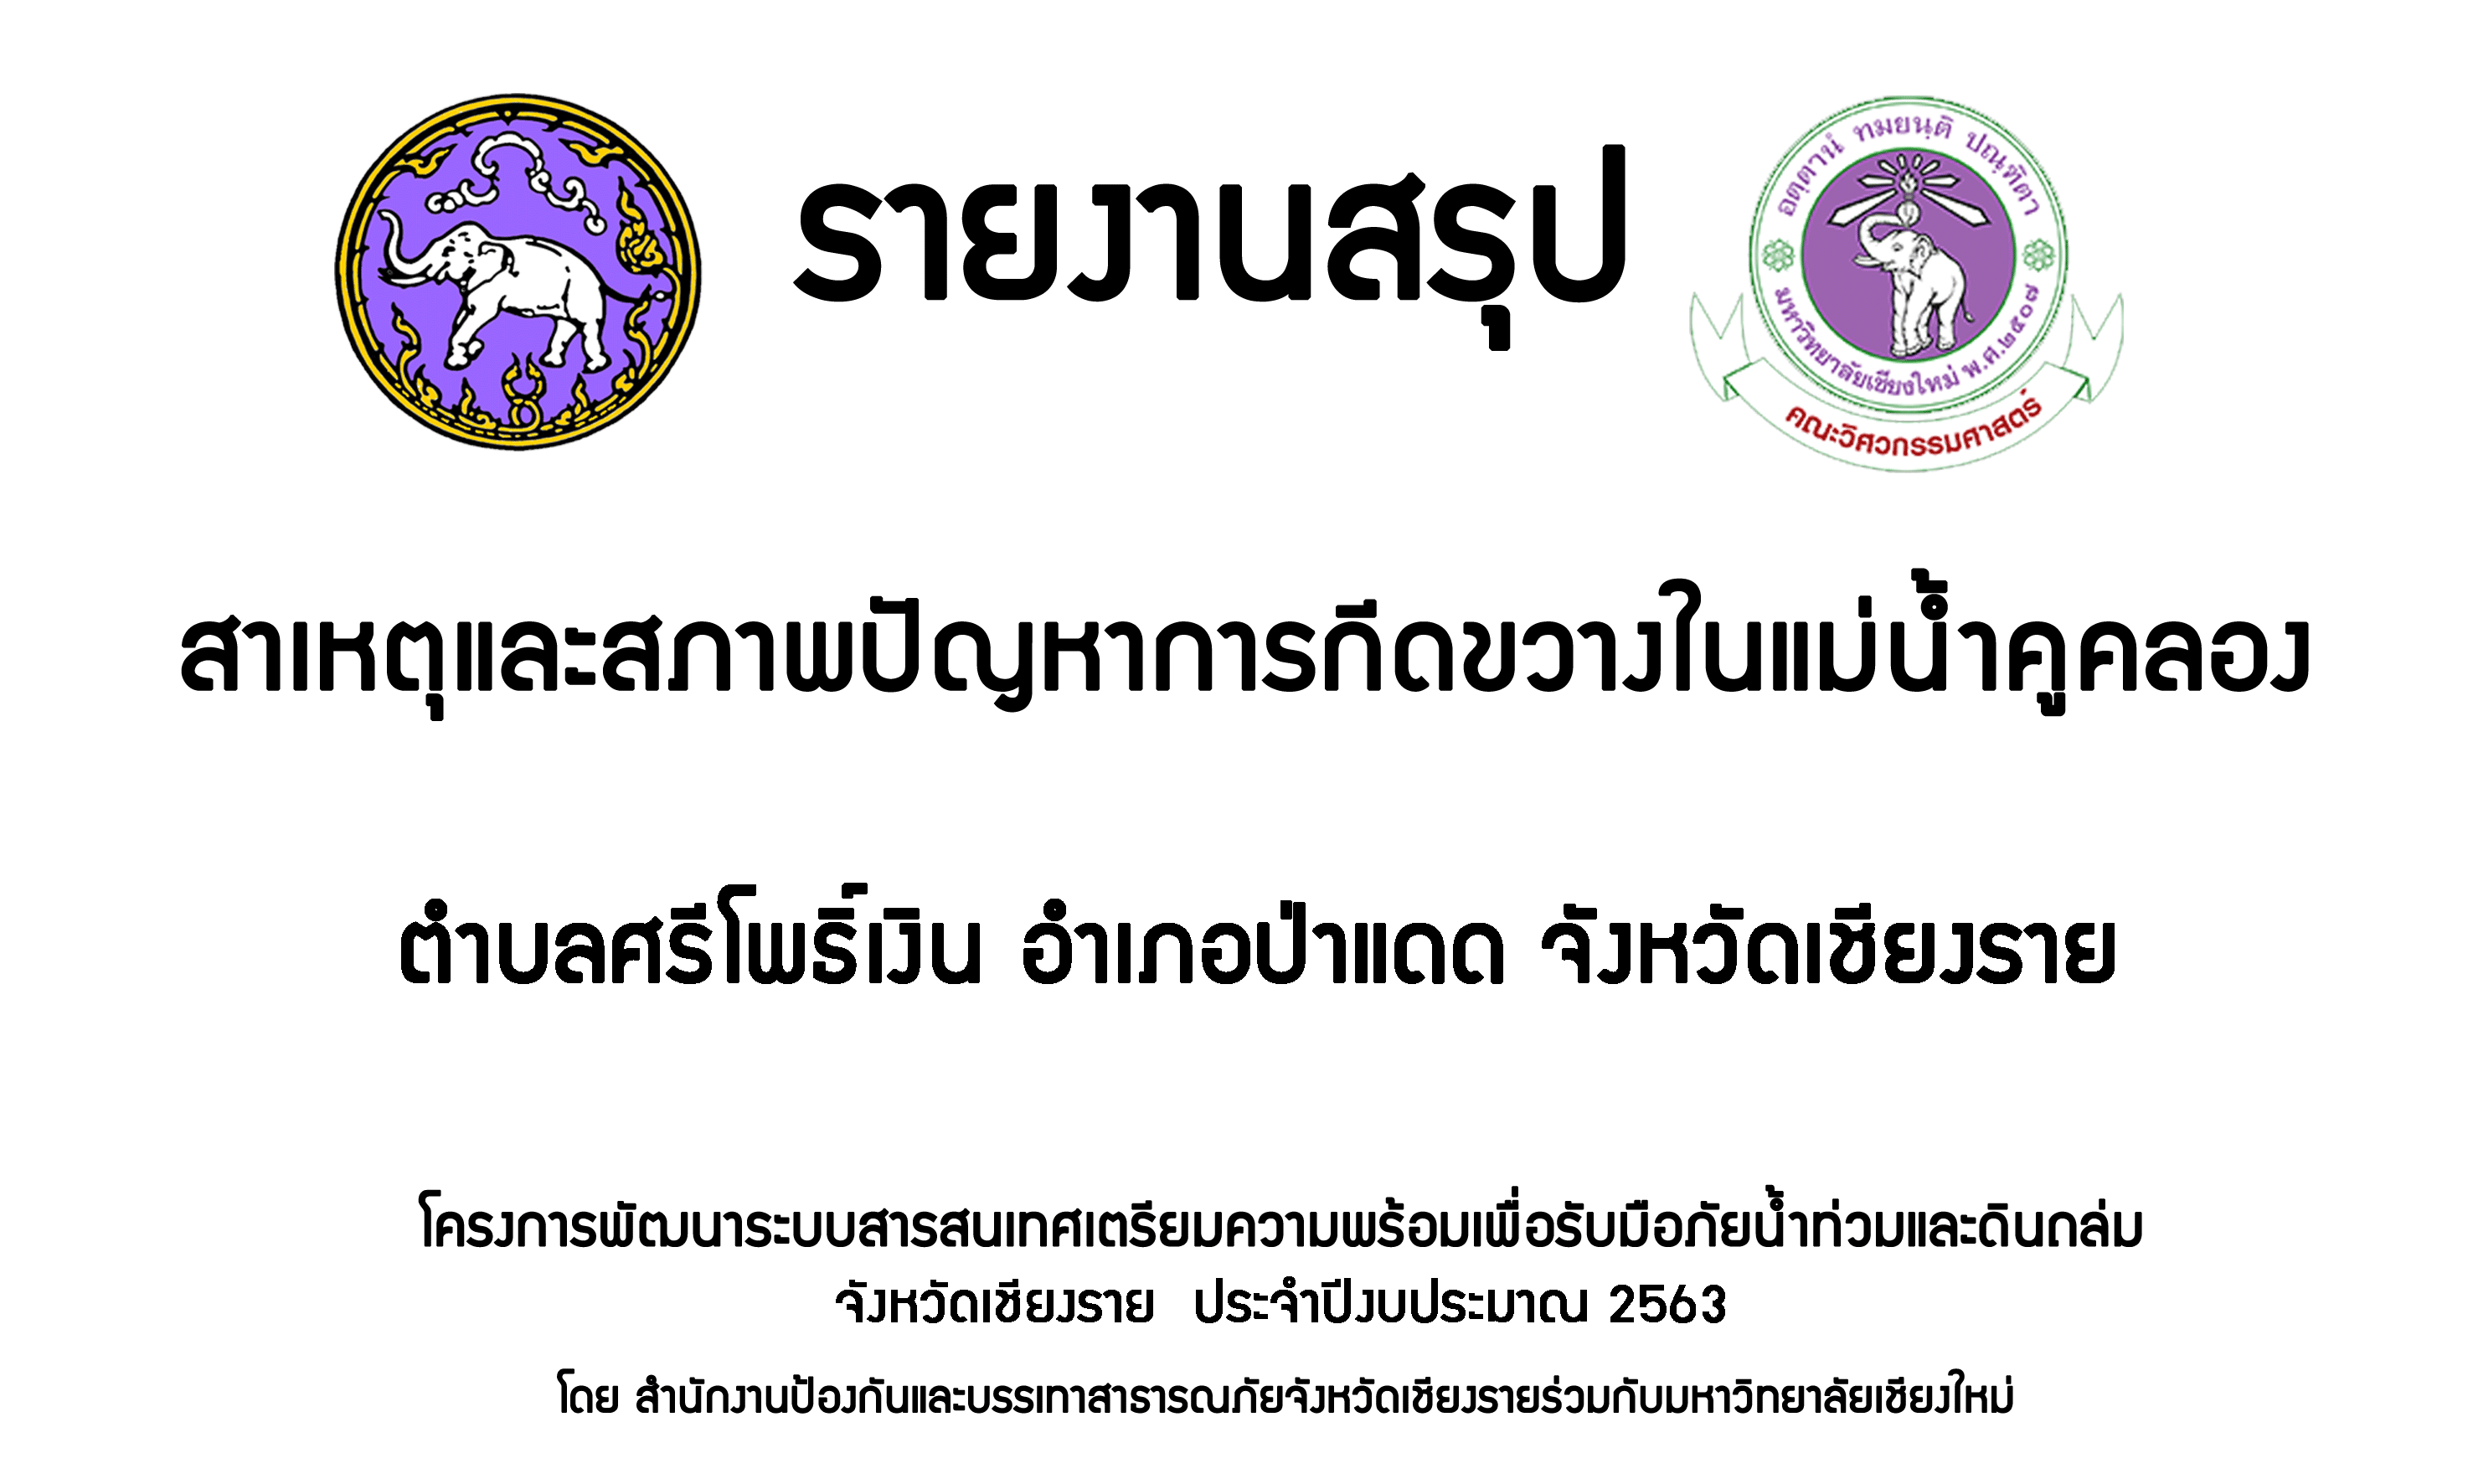 รายงานสรุป
อตฺตานํ ทมยนฺติ ปณฺฑิตา
มหาวิทยาลัยเชียงใหม่ พ.ศ.๒๕๐๗
คณะวิศวกรรมศาสตร์
สาเหตุและสภาพปัญหาการกีดขวางในแม่น้ำคูคลอง
ตำบลศรีโพธิ์เงิน อำเภอป่าแดด จังหวัดเชียงราย
โครงการพัฒนาระบบสารสนเทศเตรียมความพร้อมเพื่อรับมือภัยน้ำท่วมและดินถล่ม
จังหวัดเชียงราย ประจำปีงบประมาณ 2563
โดย สำนักงานป้องกันและบรรเทาสาธารณภัยจังหวัดเชียงรายร่วมกับมหาวิทยาลัยเชียงใหม่